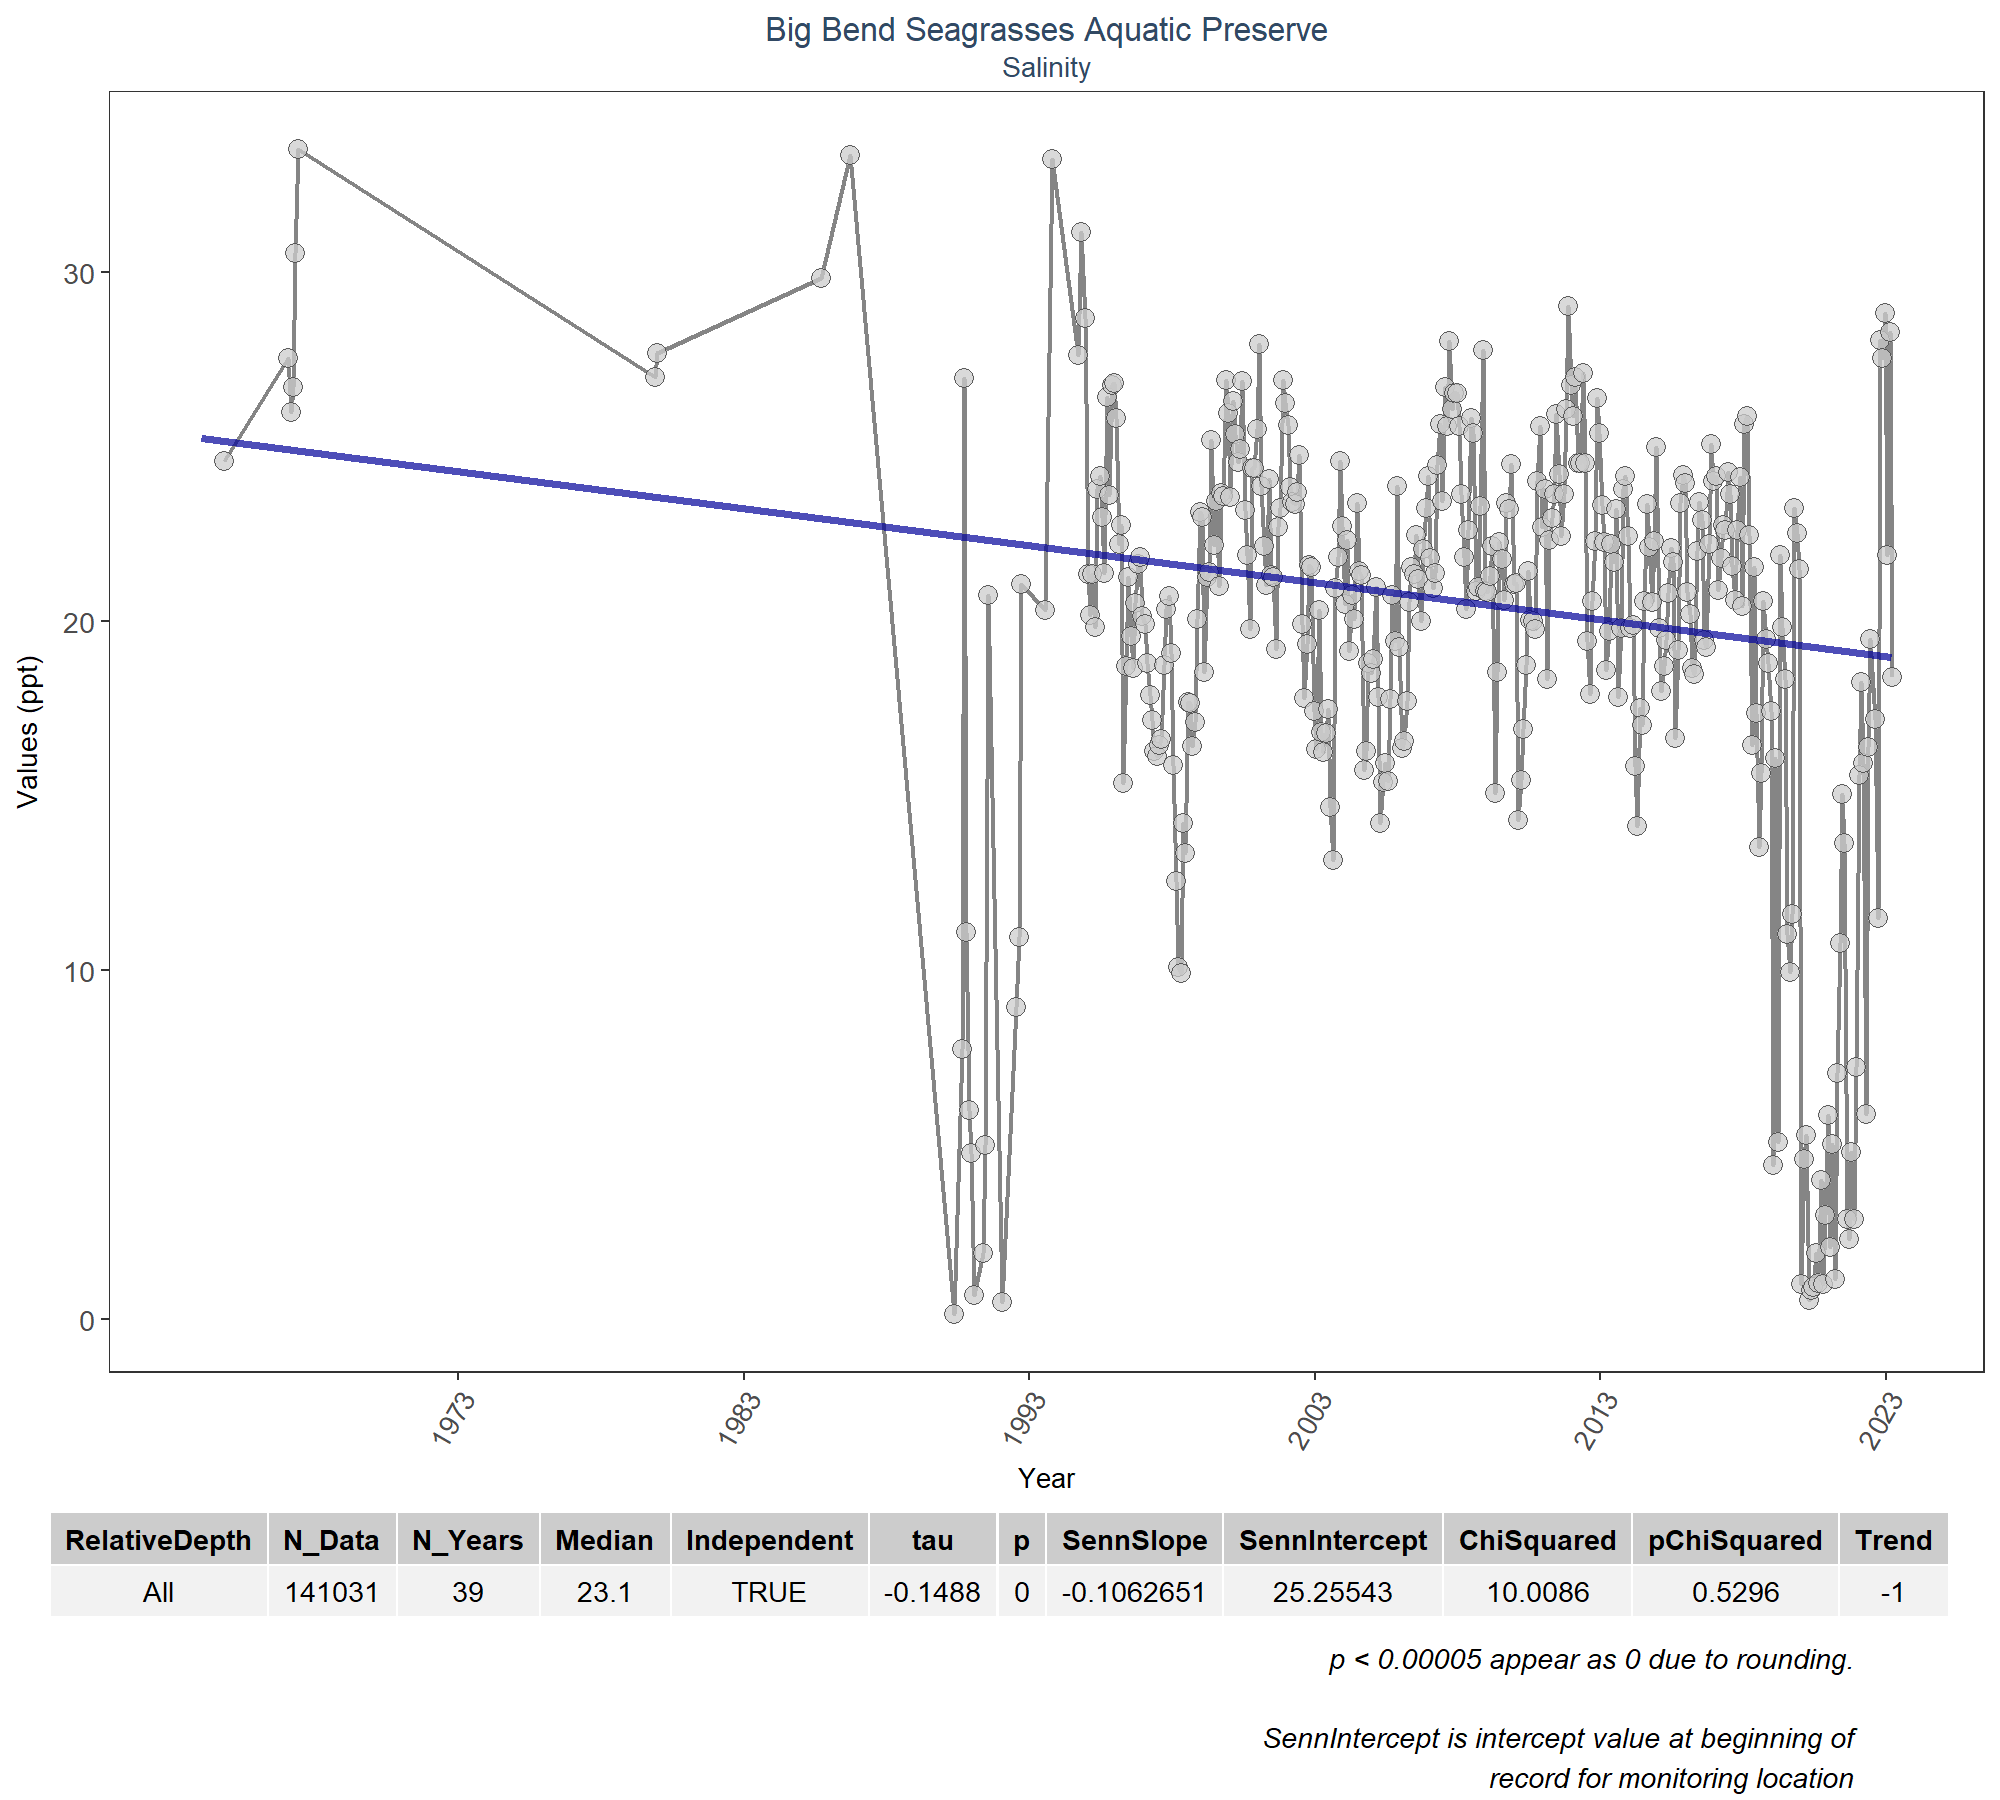 Big Bend Seagrasses Aquatic Preserve
Salinity
Values (ppt)
30
20
10
0
1973
1983
1993
2003
2013
2023
Year
RelativeDepth N_Data N_Years Median Independent tau p SennSlope SennIntercept ChiSquared pChiSquared Trend
All 141031 39 23.1 TRUE -0.1488 0 -0.1062651 25.25543 10.0086 0.5296 -1
p < 0.00005 appear as 0 due to rounding.
SennIntercept is intercept value at beginning of
record for monitoring location